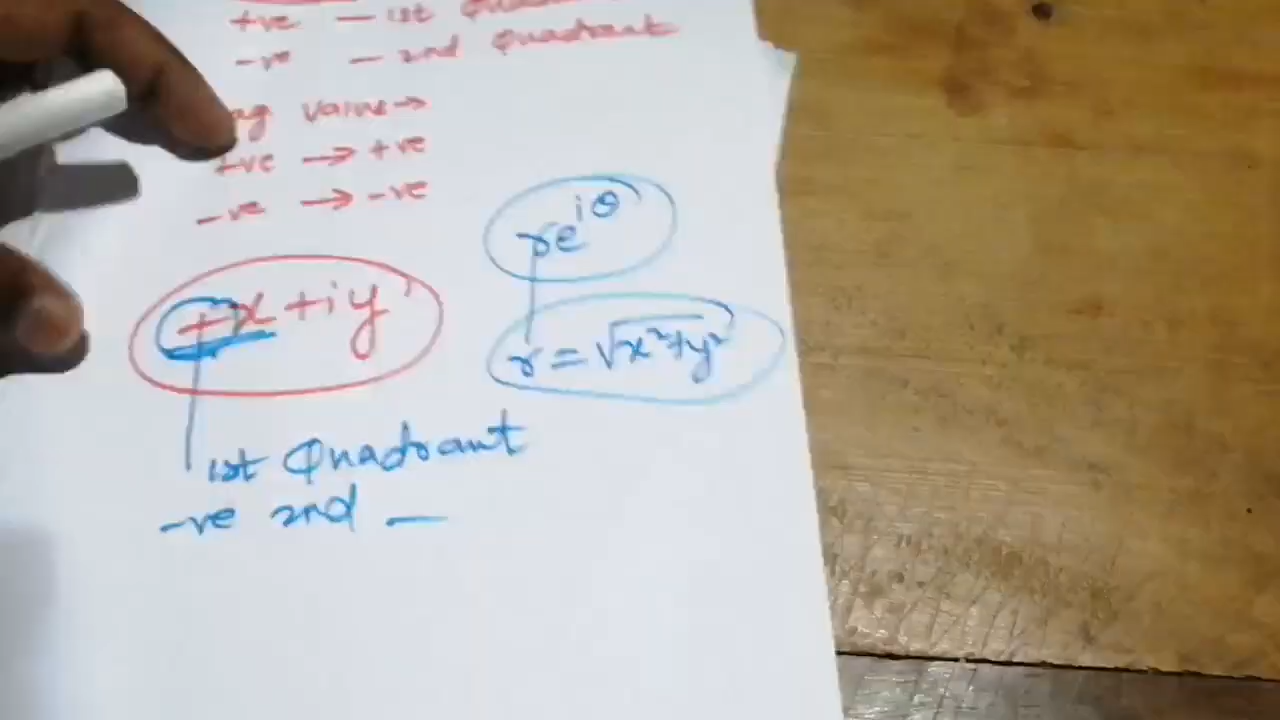 +ve — 1st Quadrant
-ve — 2nd Quadrant
value →
+ve → +ve
-ve → -ve
re^iθ
+x+iy
r = √x²+y²
1st Quadrant
-ve 2nd —